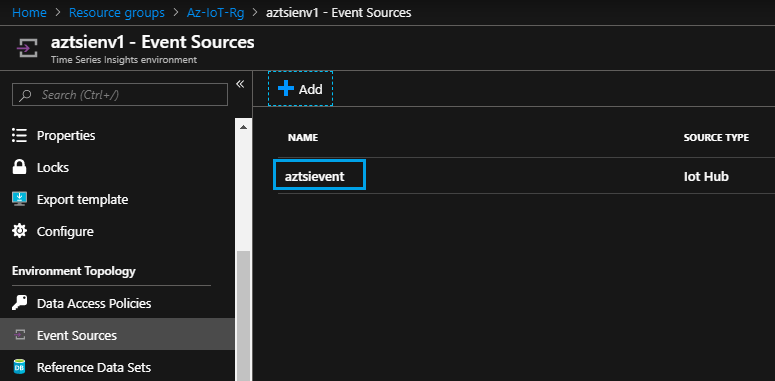 Home > Resource groups > Az-IoT-Rg > aztsienv1 - Event Sources
aztsienv1 - Event Sources
Time Series Insights environment
Search (Ctrl+/)
Properties
Locks
Export template
Configure
Environment Topology
Data Access Policies
Event Sources
Reference Data Sets
Add
NAME SOURCE TYPE
aztsievent Iot Hub